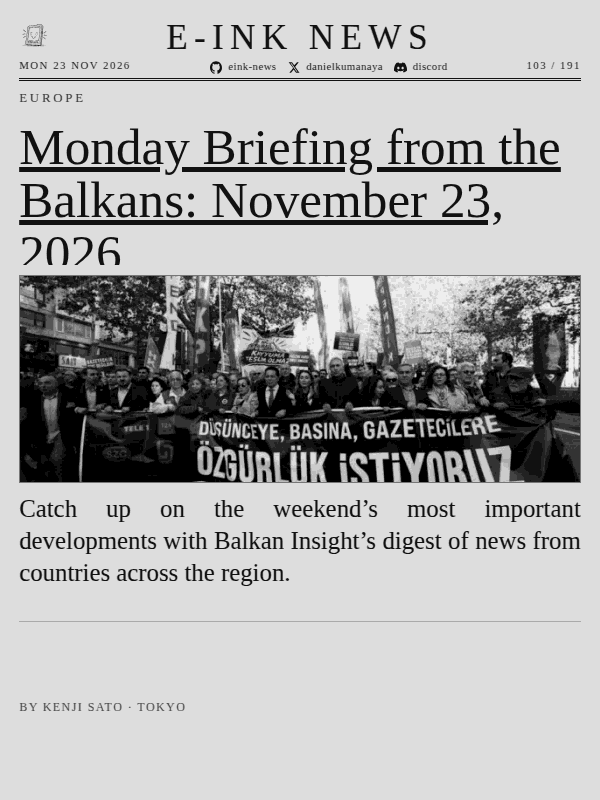 E-INK NEWS
MON 23 NOV 2026
eink-news
danielkumanaya
discord
103 / 191
EUROPE
Monday Briefing from the
Balkans: November 23,
2026
DÜŞÜNCEYE, BASINA, GAZETECİLERE
ÖZGÜRLÜK İSTİYORUZ
Catch up on the weekend’s most important
developments with Balkan Insight’s digest of news from
countries across the region.
BY KENJI SATO · TOKYO